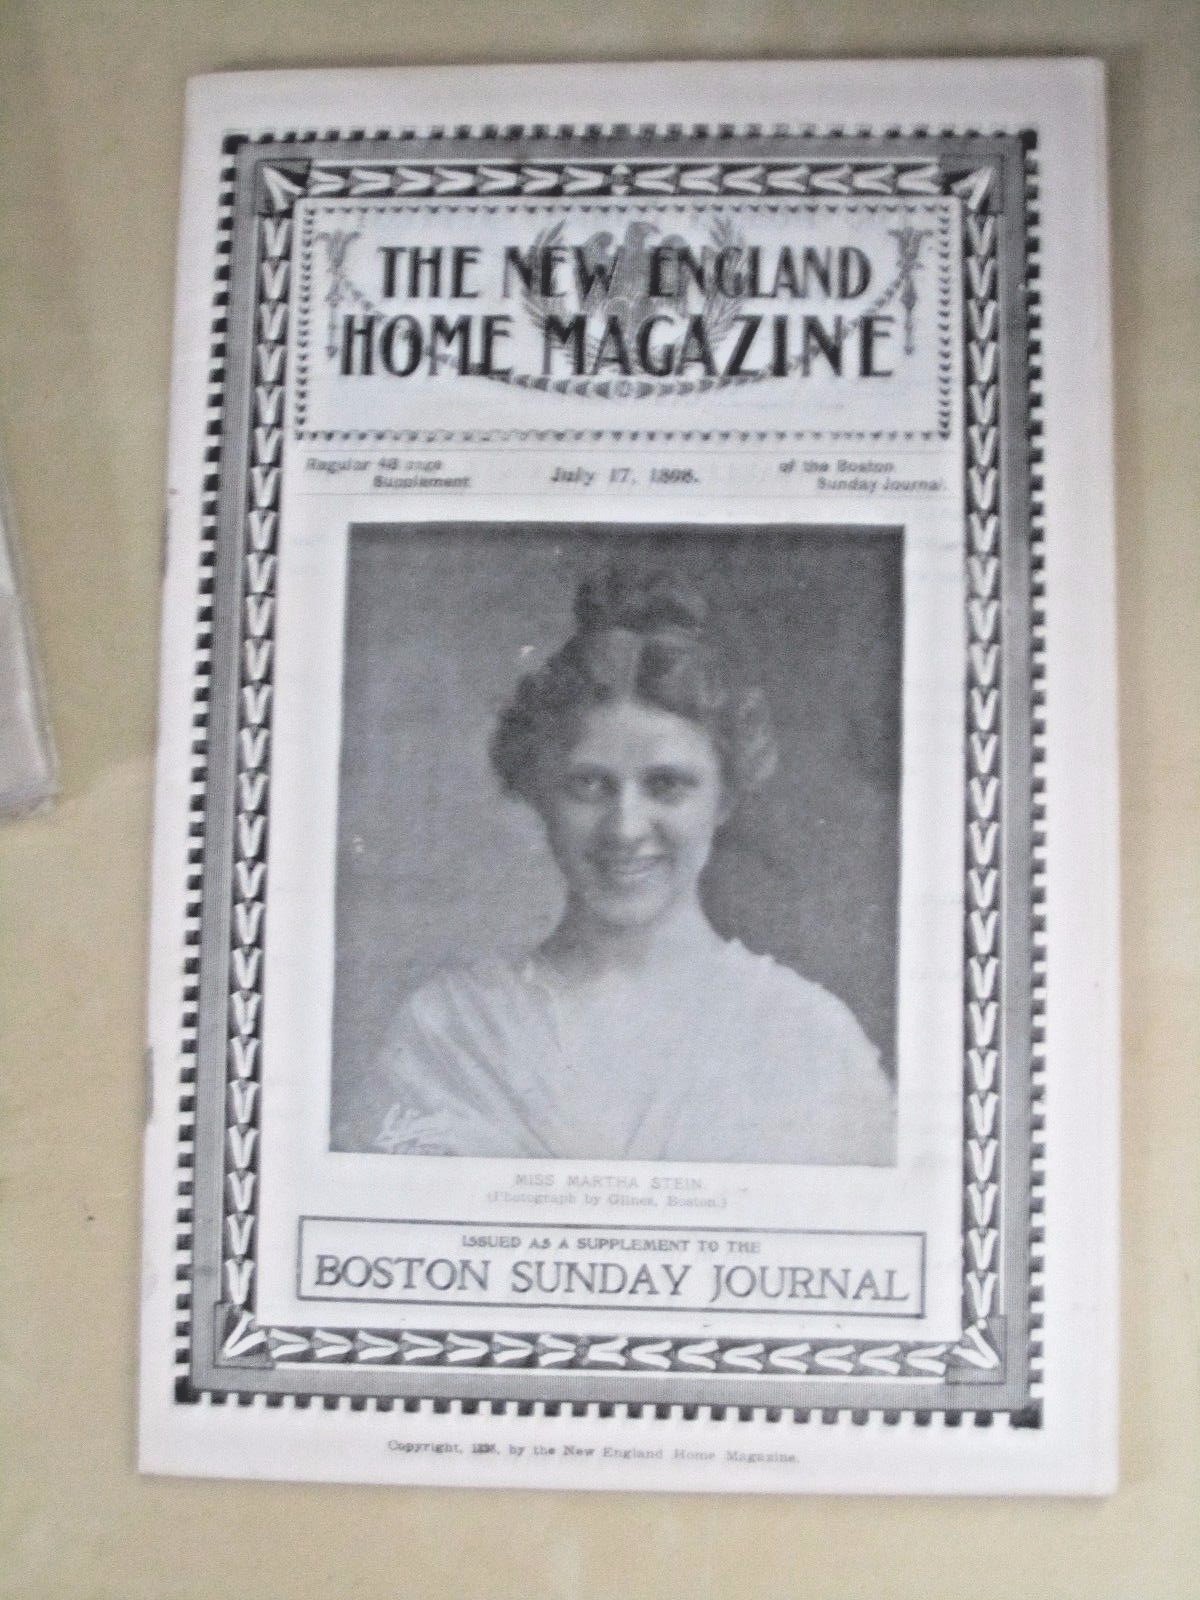 THE NEW ENGLAND
HOME MAGAZINE
Regular 48 page
Supplement
July 17, 1898.
of the Boston
Sunday Journal.
MISS MARTHA STEIN.
(Photograph by Glines, Boston.)
ISSUED AS A SUPPLEMENT TO THE
BOSTON SUNDAY JOURNAL
Copyright, 1898, by the New England Home Magazine.